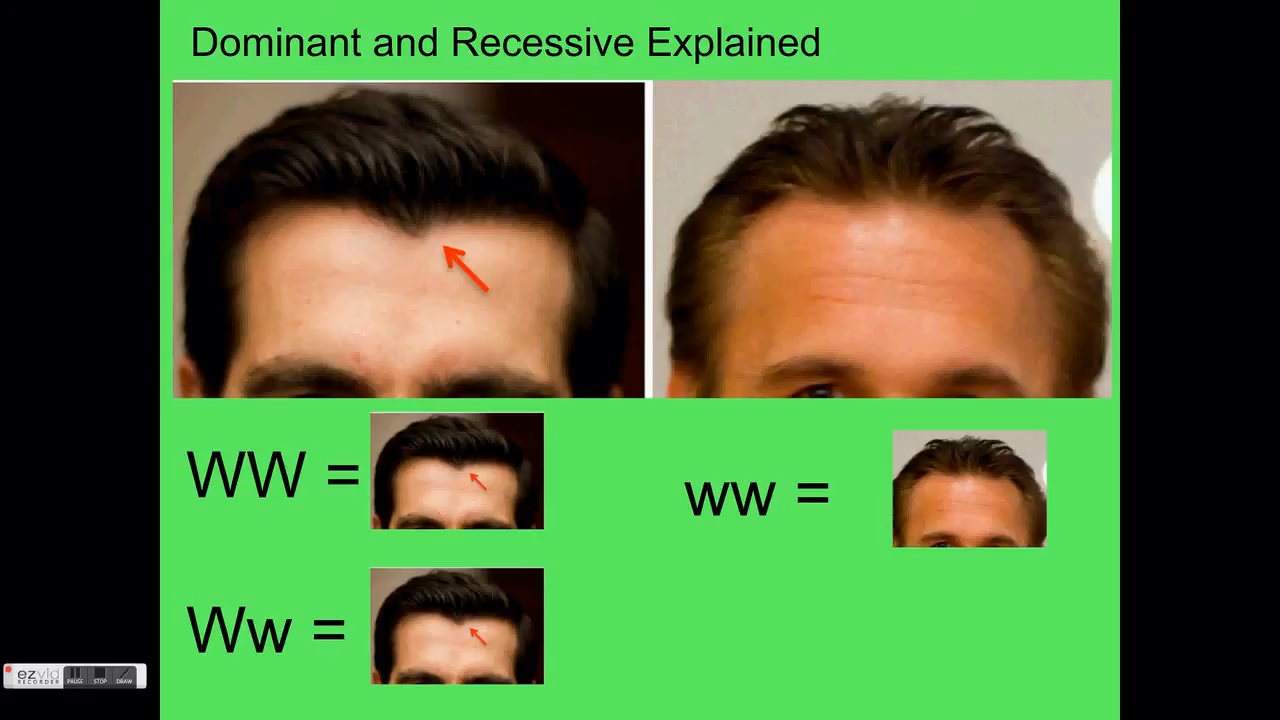 Dominant and Recessive Explained
WW =
ww =
Ww =
ezvid
RECORDER
PAUSE
STOP
DRAW